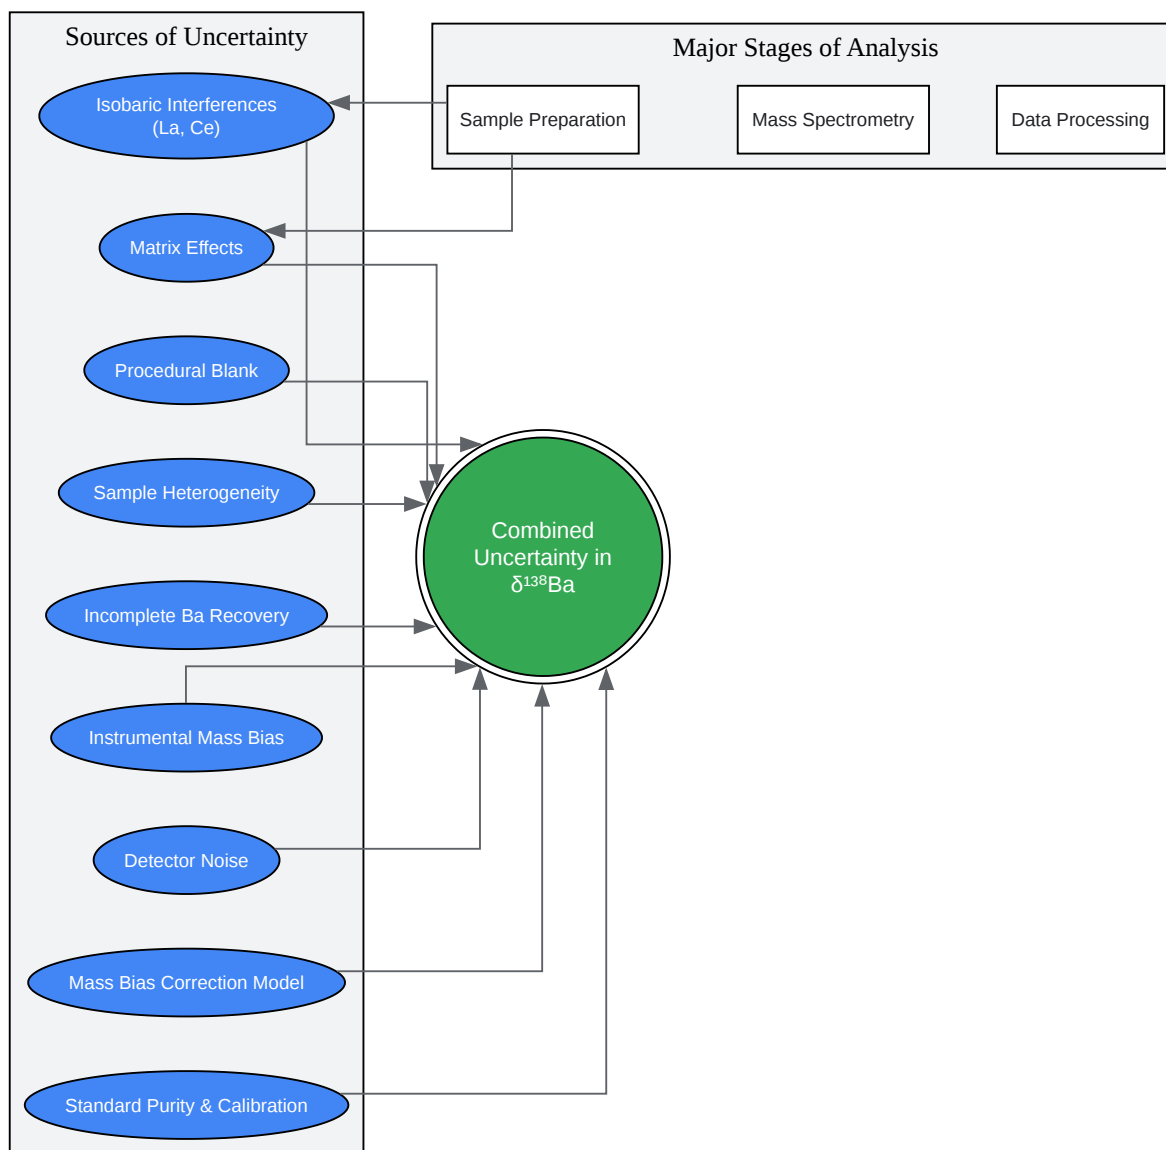 Sources of Uncertainty
Major Stages of Analysis
Isobaric Interferences
(La, Ce)
Sample Preparation
Mass Spectrometry
Data Processing
Matrix Effects
Procedural Blank
Sample Heterogeneity
Combined
Uncertainty in
δ¹³⁸Ba
Incomplete Ba Recovery
Instrumental Mass Bias
Detector Noise
Mass Bias Correction Model
Standard Purity & Calibration